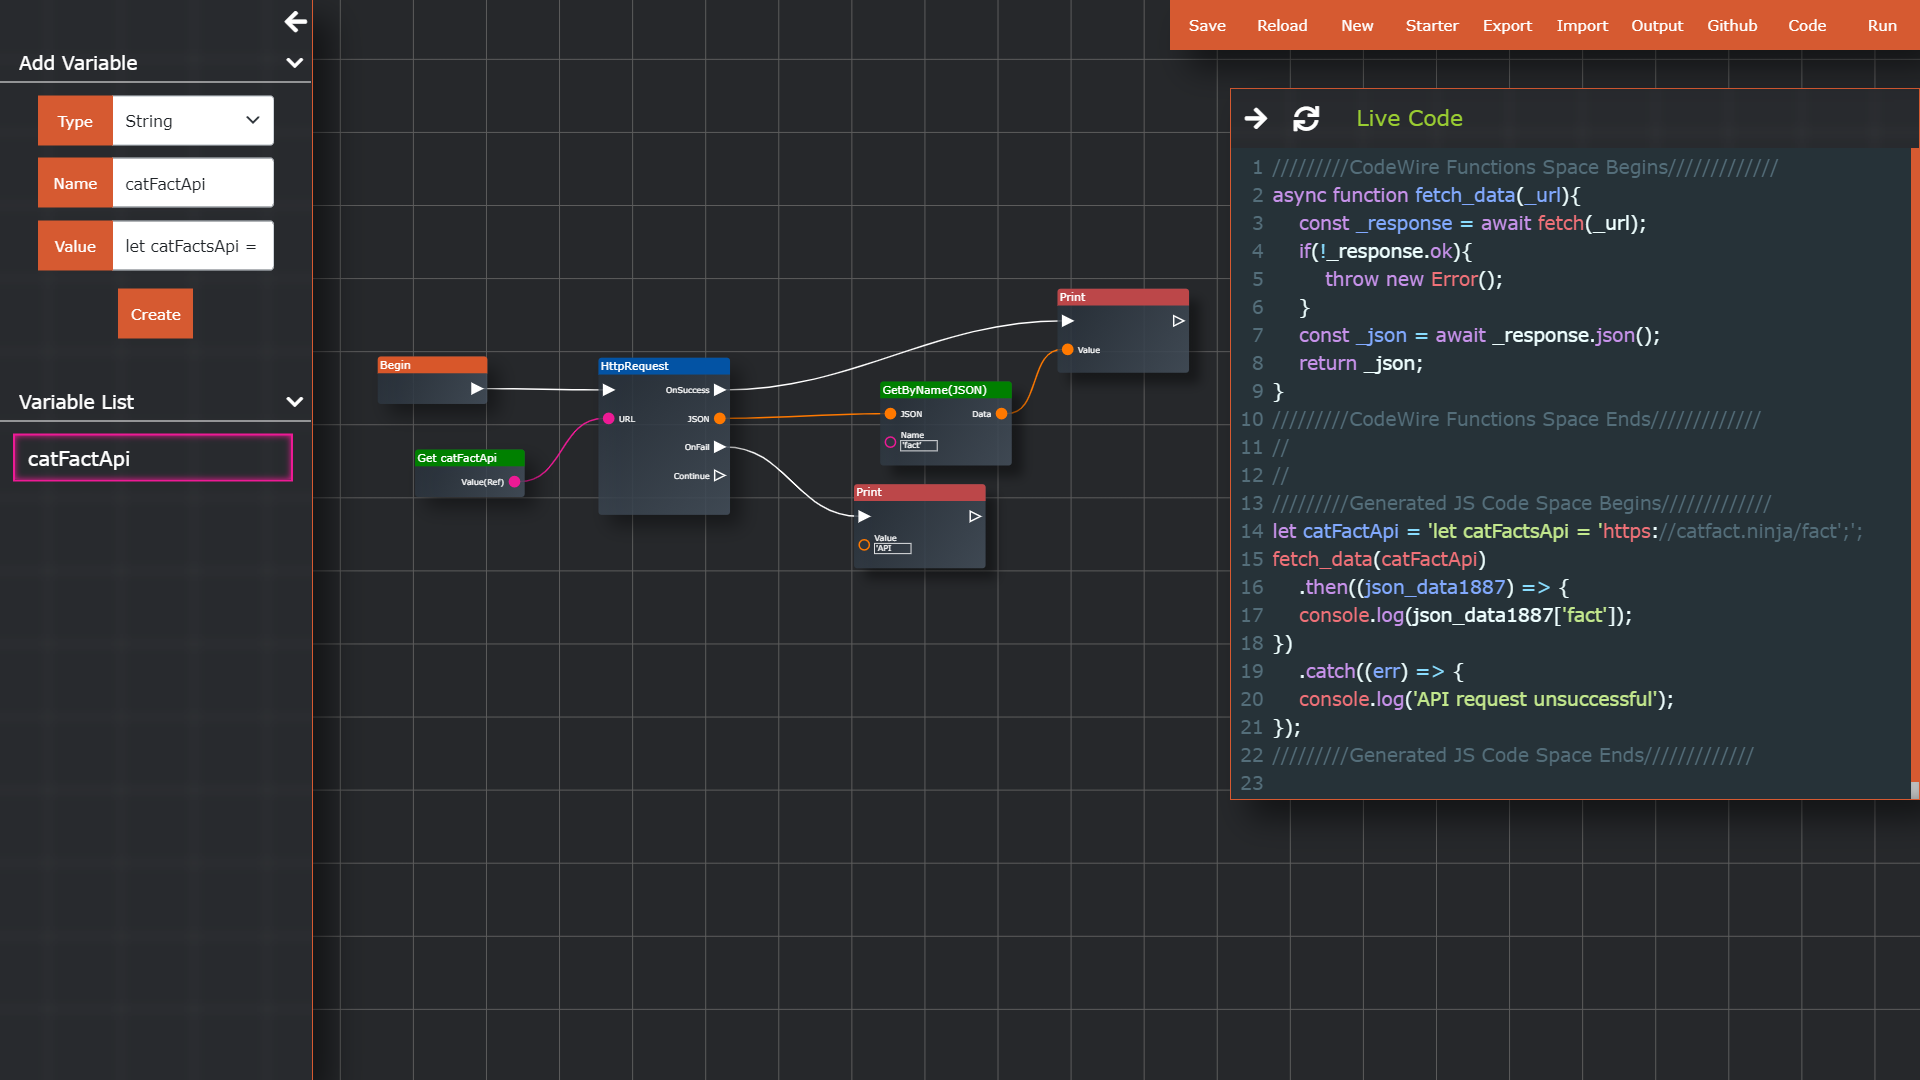 Add Variable
Type
String
Name
catFactApi
Value
let catFactsApi =
Create
Variable List
catFactApi
Save Reload New Starter Export Import Output Github Code Run
Begin
Get catFactApi
Value(Ref)
HttpRequest
OnSuccess
URL
JSON
OnFail
Continue
GetByName(JSON)
JSON
Data
Name
'fact'
Print
Value
Print
Value
'API
Live Code
1 /////////CodeWire Functions Space Begins/////////////
2 async function fetch_data(_url){
3 const _response = await fetch(_url);
4 if(!_response.ok){
5 throw new Error();
6 }
7 const _json = await _response.json();
8 return _json;
9 }
10 /////////CodeWire Functions Space Ends/////////////
11 //
12 //
13 /////////Generated JS Code Space Begins/////////////
14 let catFactApi = 'let catFactsApi = 'https://catfact.ninja/fact';';
15 fetch_data(catFactApi)
16 .then((json_data1887) => {
17 console.log(json_data1887['fact']);
18 })
19 .catch((err) => {
20 console.log('API request unsuccessful');
21 });
22 /////////Generated JS Code Space Ends/////////////
23